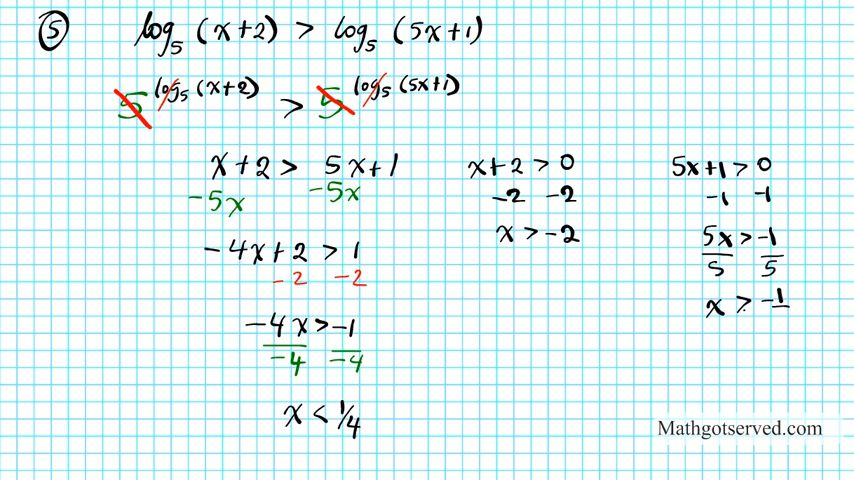 ⑤ log₅ (x+2) > log₅ (5x+1)
5^(log₅ (x+2)) > 5^(log₅ (5x+1))
x+2 > 5x+1
-5x -5x
-4x+2 > 1
-2 -2
-4x > -1
-4 -4
x < 1/4
x+2 > 0
-2 -2
x > -2
5x+1 > 0
-1 -1
5x > -1
5 5
x > -1
Mathgotserved.com